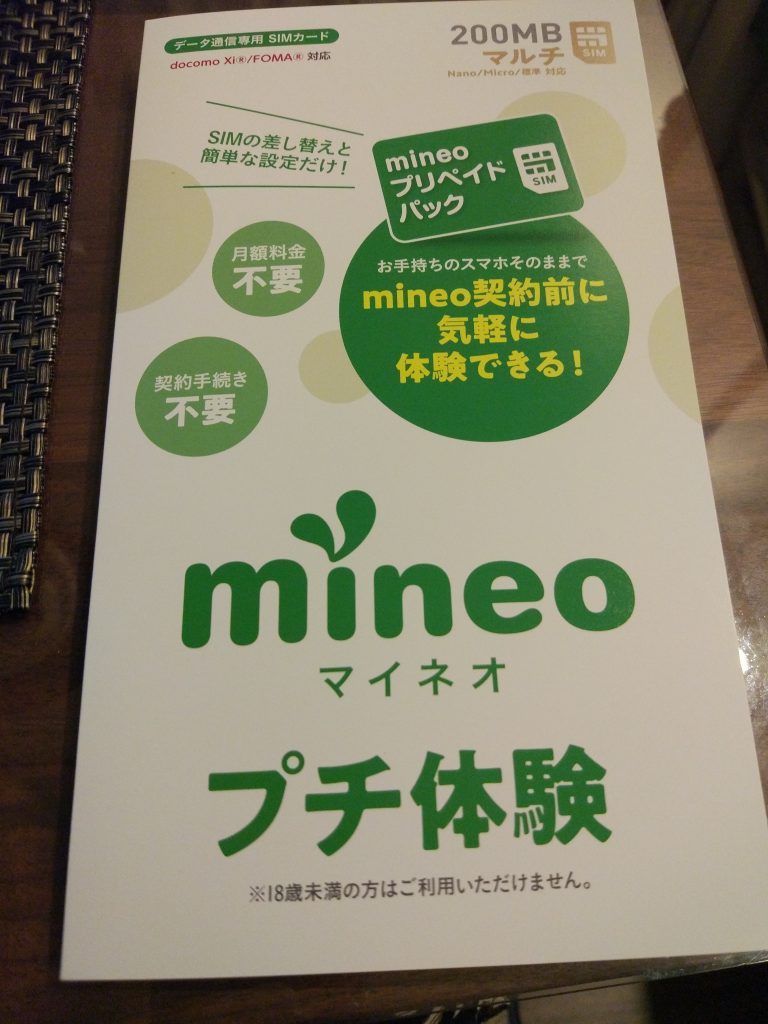 データ通信専用 SIMカード
docomo Xi®/FOMA® 対応
200MB
マルチ
Nano/Micro/標準 対応
SIM
SIMの差し替えと
簡単な設定だけ！
mineo
プリペイド
パック
SIM
月額料金
不要
お手持ちのスマホそのままで
mineo契約前に
気軽に
体験できる！
契約手続き
不要
mineo
マイネオ
プチ体験
※18歳未満の方はご利用いただけません。